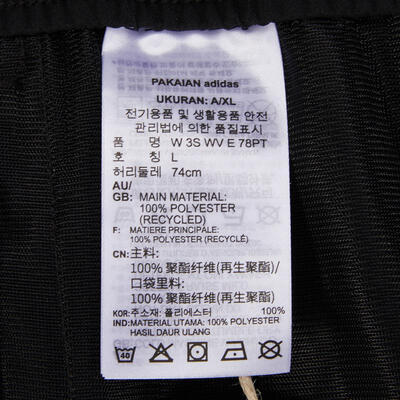 PAKAIAN adidas
UKURAN: A/XL
전기용품 및 생활용품 안전
관리법에 의한 품질표시
품 명 W 3S WV E 78PT
호 칭 L
허리둘레 74cm
AU/
GB: MAIN MATERIAL:
100% POLYESTER
(RECYCLED)
F: MATIERE PRINCIPALE:
100% POLYESTER (RECYCLÉ)
CN: 主料:
100% 聚酯纤维(再生聚酯)/
口袋里料:
100% 聚酯纤维(再生聚酯)
KOR: 주소재: 폴리에스터 100%
IND: MATERIAL UTAMA: 100% POLYESTER
HASIL DAUR ULANG
40